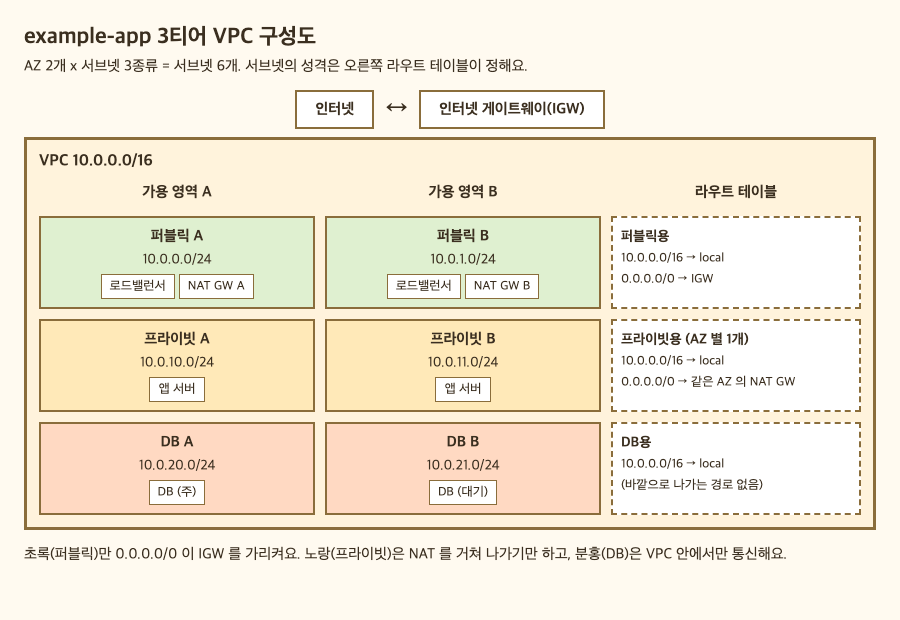 example-app 3티어 VPC 구성도
AZ 2개 x 서브넷 3종류 = 서브넷 6개. 서브넷의 성격은 오른쪽 라우트 테이블이 정해요.
인터넷 ↔ 인터넷 게이트웨이(IGW)
VPC 10.0.0.0/16
가용 영역 A 가용 영역 B 라우트 테이블
퍼블릭 A
10.0.0.0/24
로드밸런서 NAT GW A
퍼블릭 B
10.0.1.0/24
로드밸런서 NAT GW B
퍼블릭용
10.0.0.0/16 → local
0.0.0.0/0 → IGW
프라이빗 A
10.0.10.0/24
앱 서버
프라이빗 B
10.0.11.0/24
앱 서버
프라이빗용 (AZ 별 1개)
10.0.0.0/16 → local
0.0.0.0/0 → 같은 AZ 의 NAT GW
DB A
10.0.20.0/24
DB (주)
DB B
10.0.21.0/24
DB (대기)
DB용
10.0.0.0/16 → local
(바깥으로 나가는 경로 없음)
초록(퍼블릭)만 0.0.0.0/0 이 IGW 를 가리켜요. 노랑(프라이빗)은 NAT 를 거쳐 나가기만 하고, 분홍(DB)은 VPC 안에서만 통신해요.